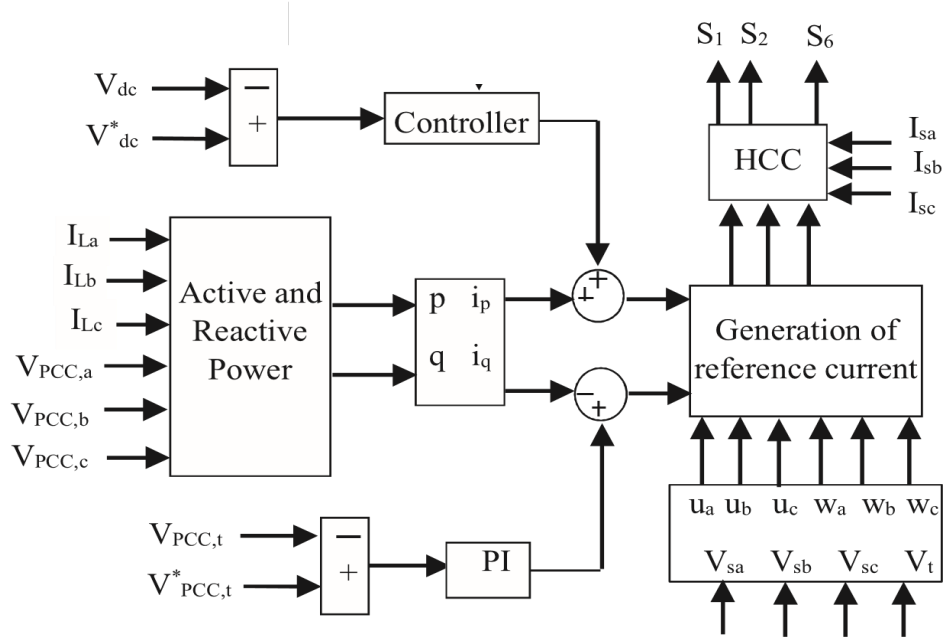 S1 S2 S6
Vdc
V*dc
−
+
Controller
HCC
Isa
Isb
Isc
ILa
ILb
ILc
VPCC,a
VPCC,b
VPCC,c
Active and
Reactive
Power
p ip
q iq
+
+
−
+
Generation of
reference current
ua ub uc wa wb wc
Vsa Vsb Vsc Vt
VPCC,t
V*PCC,t
−
+
PI